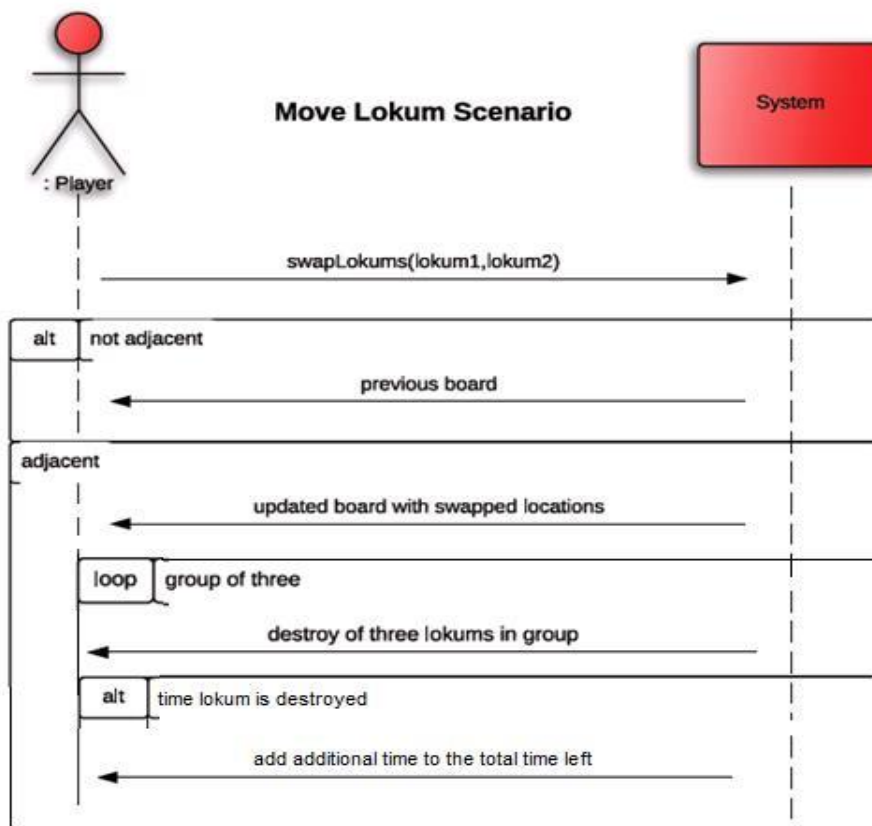 Move Lokum Scenario
System
: Player
swapLokums(lokum1,lokum2)
alt
not adjacent
previous board
adjacent
updated board with swapped locations
loop
group of three
destroy of three lokums in group
alt
time lokum is destroyed
add additional time to the total time left